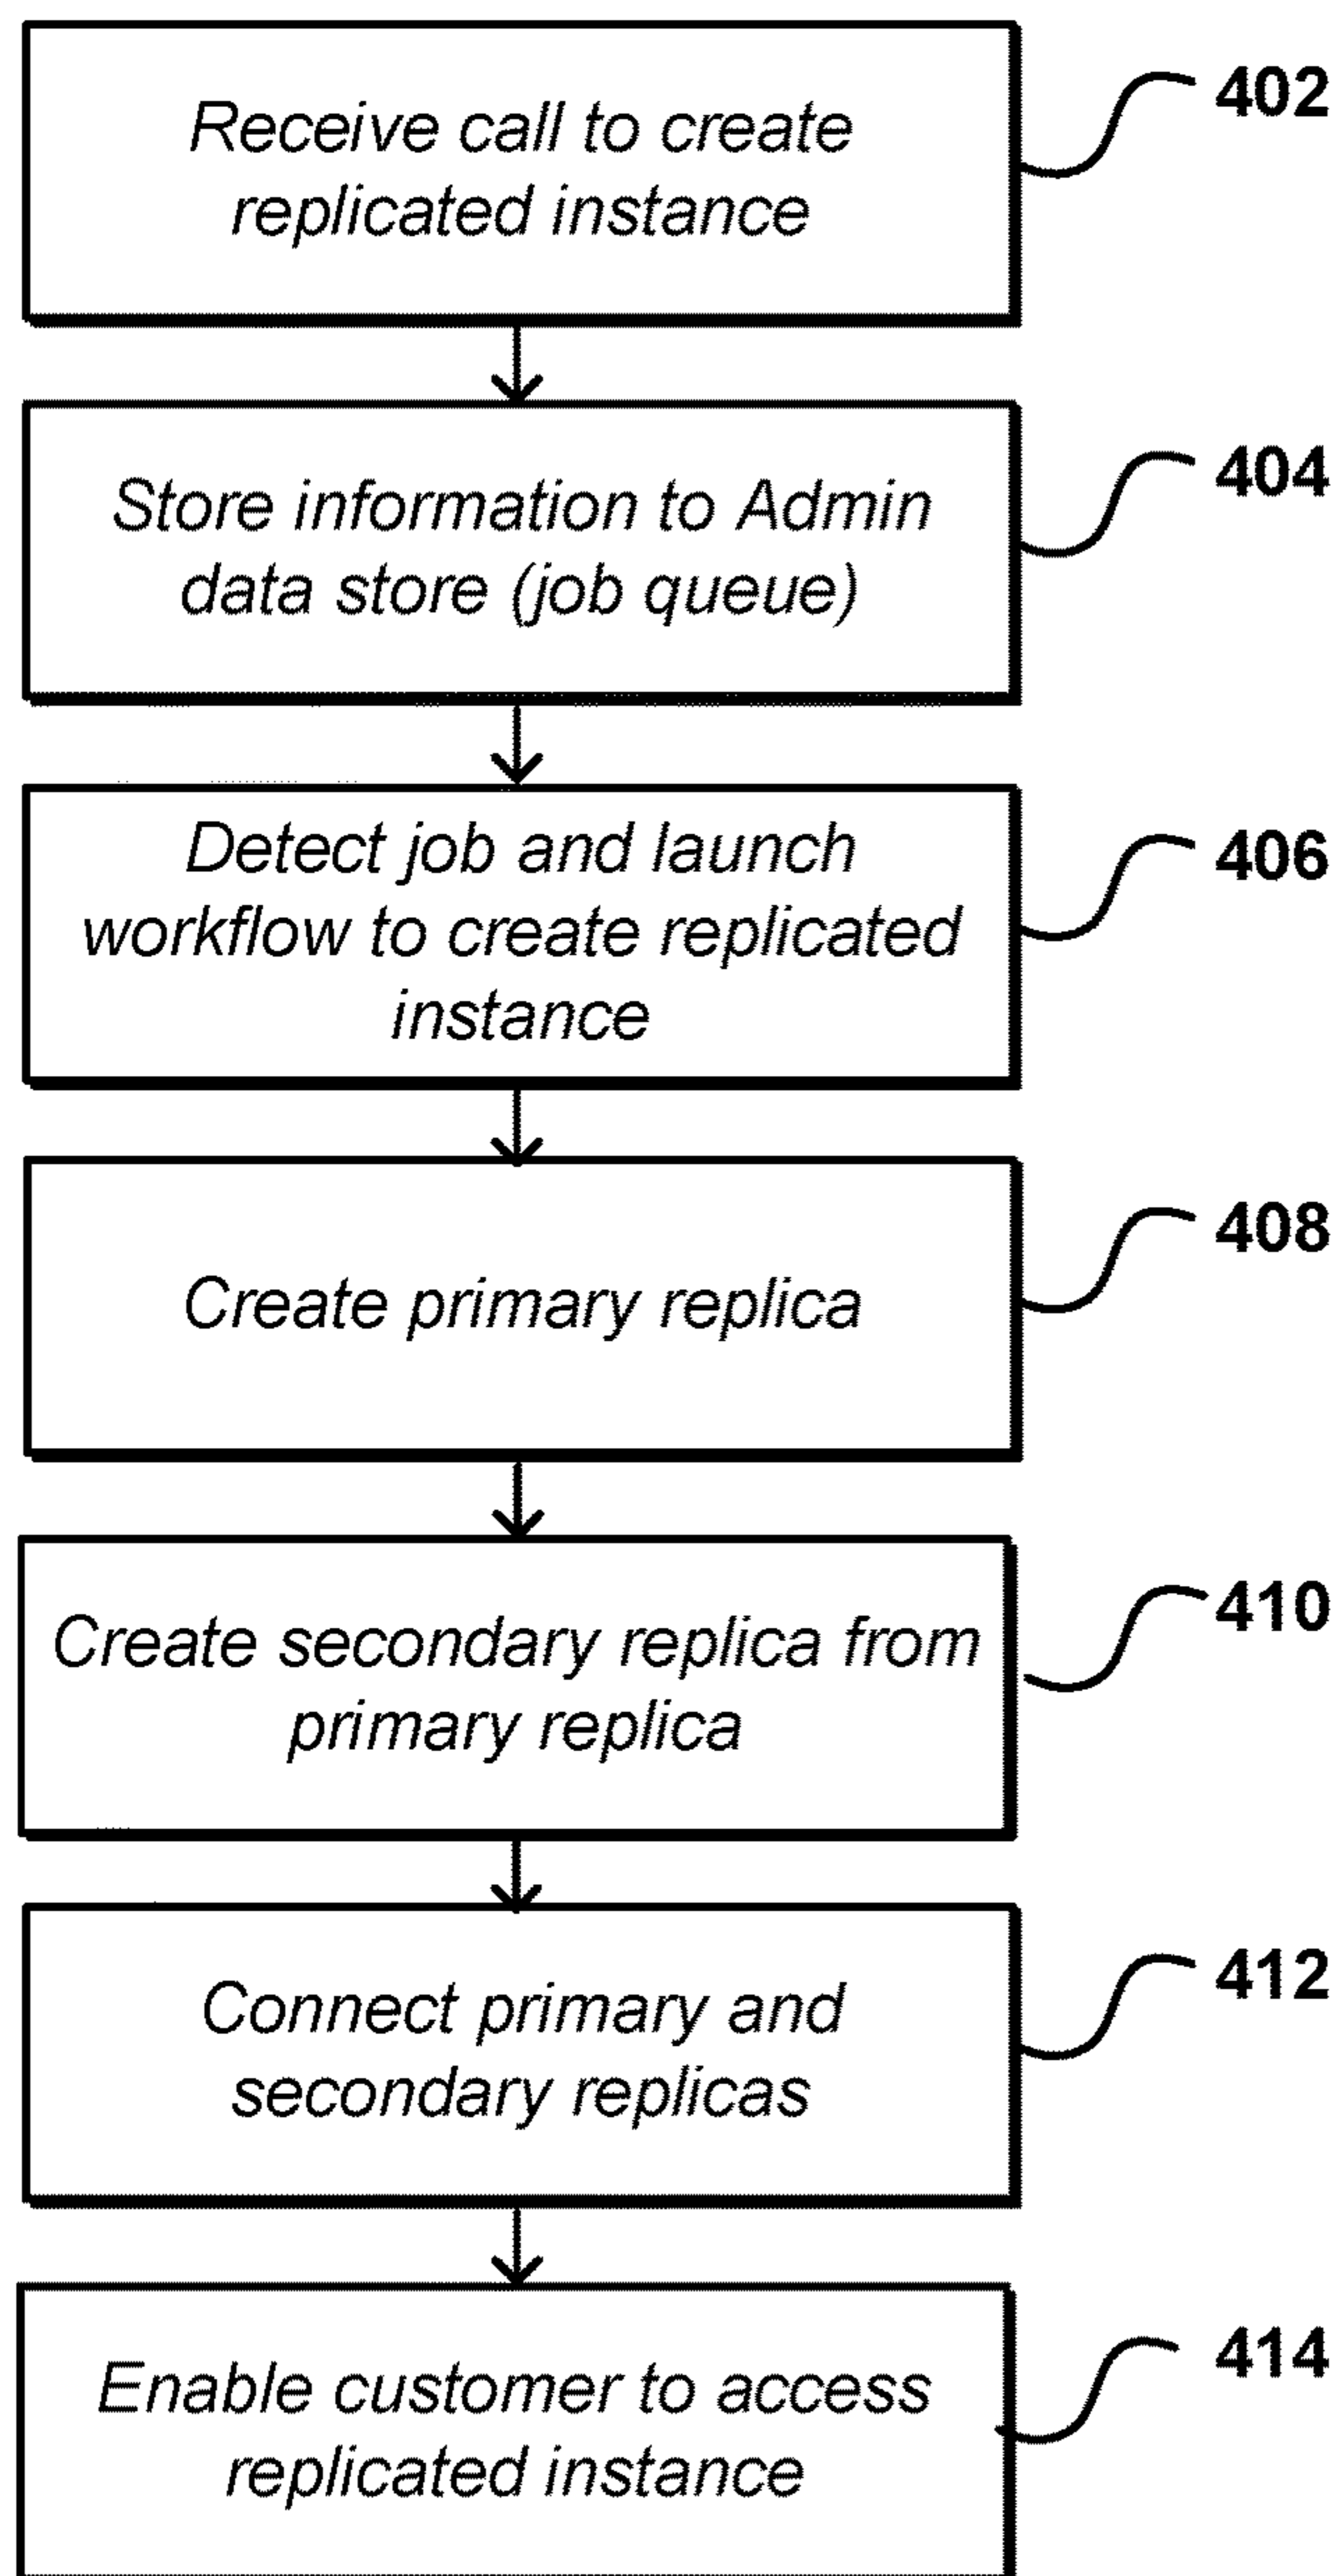 Receive call to create
replicated instance
402
Store information to Admin
data store (job queue)
404
Detect job and launch
workflow to create replicated
instance
406
Create primary replica
408
Create secondary replica from
primary replica
410
Connect primary and
secondary replicas
412
Enable customer to access
replicated instance
414